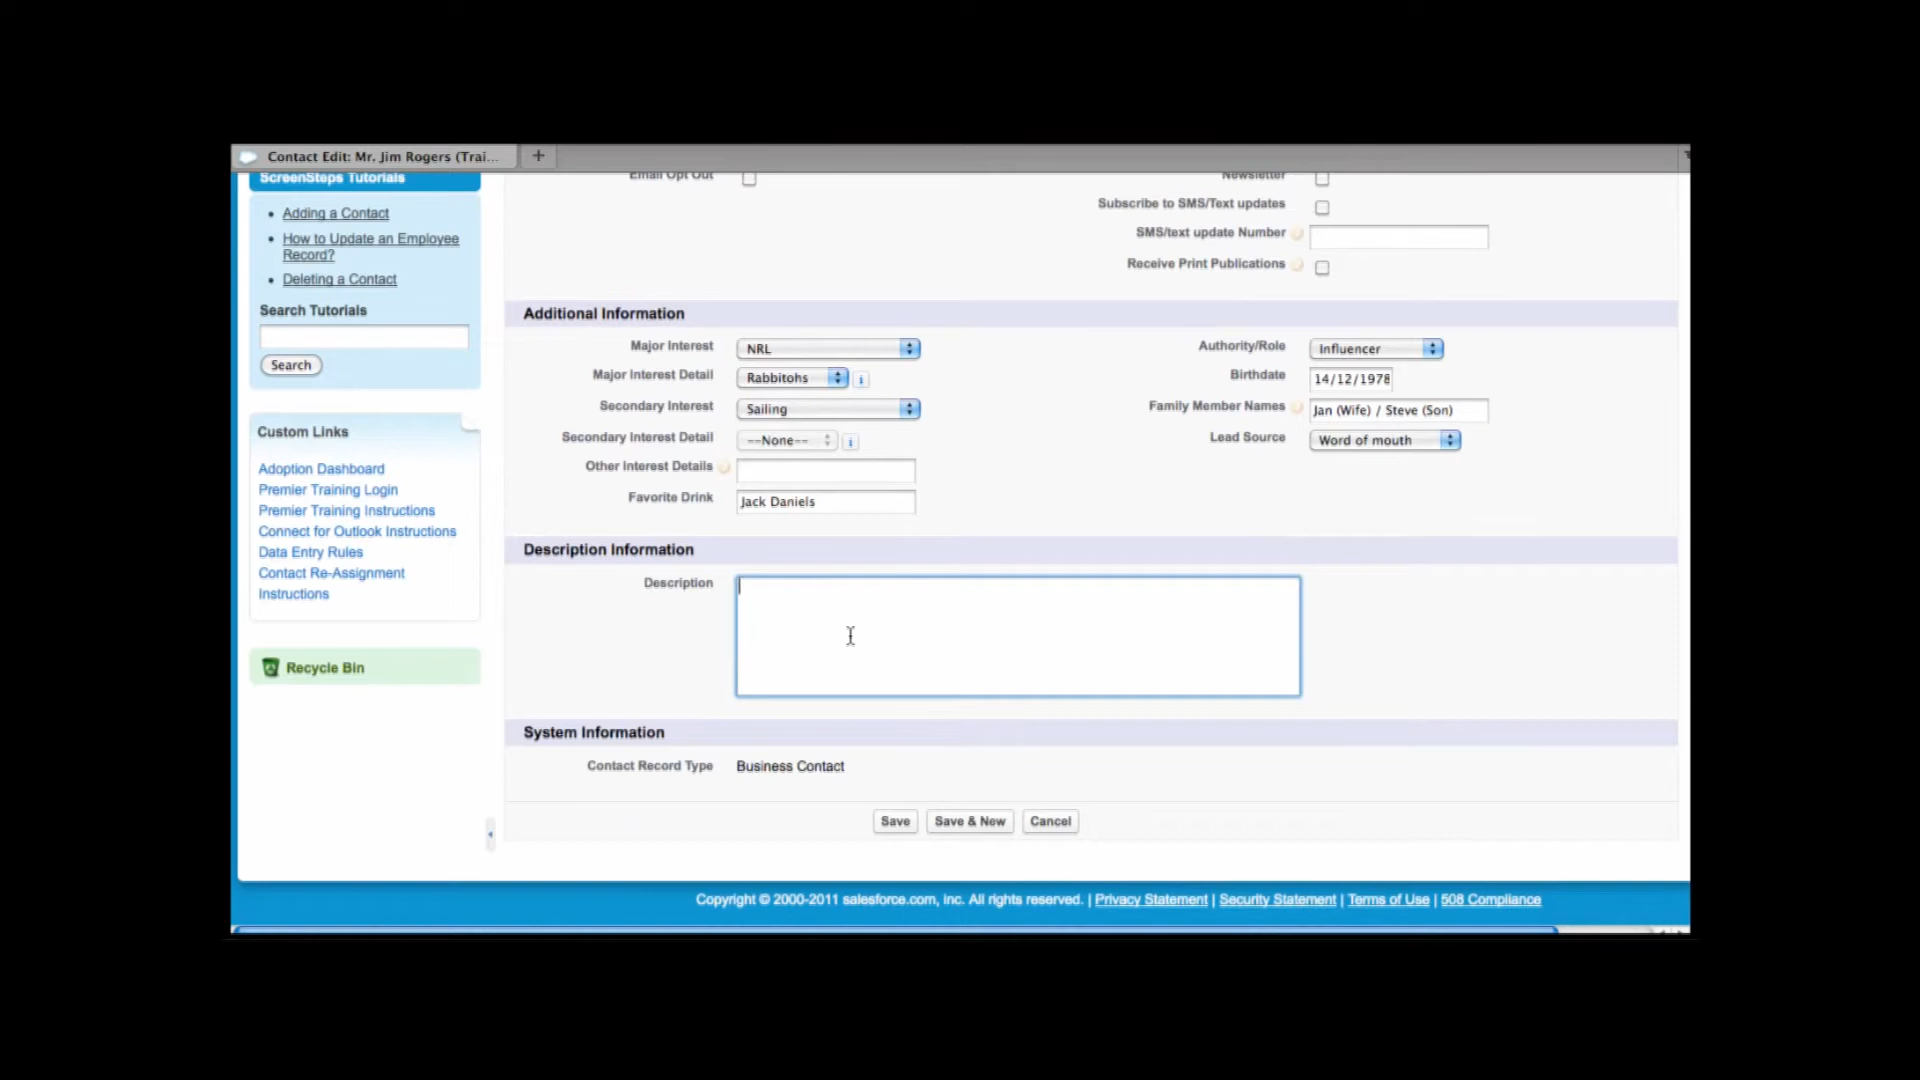 Contact Edit: Mr. Jim Rogers (Trai...
ScreenSteps Tutorials
Adding a Contact
How to Update an Employee
Record?
Deleting a Contact
Search Tutorials
Search
Custom Links
Adoption Dashboard
Premier Training Login
Premier Training Instructions
Connect for Outlook Instructions
Data Entry Rules
Contact Re-Assignment
Instructions
Recycle Bin
Email Opt Out
Newsletter
Subscribe to SMS/Text updates
SMS/text update Number
Receive Print Publications
Additional Information
Major Interest NRL
Authority/Role Influencer
Major Interest Detail Rabbitohs
Birthdate 14/12/1978
Secondary Interest Sailing
Family Member Names Jan (Wife) / Steve (Son)
Secondary Interest Detail --None--
Lead Source Word of mouth
Other Interest Details
Favorite Drink Jack Daniels
Description Information
Description
System Information
Contact Record Type Business Contact
Save Save & New Cancel
Copyright © 2000-2011 salesforce.com, inc. All rights reserved. | Privacy Statement | Security Statement | Terms of Use | 508 Compliance